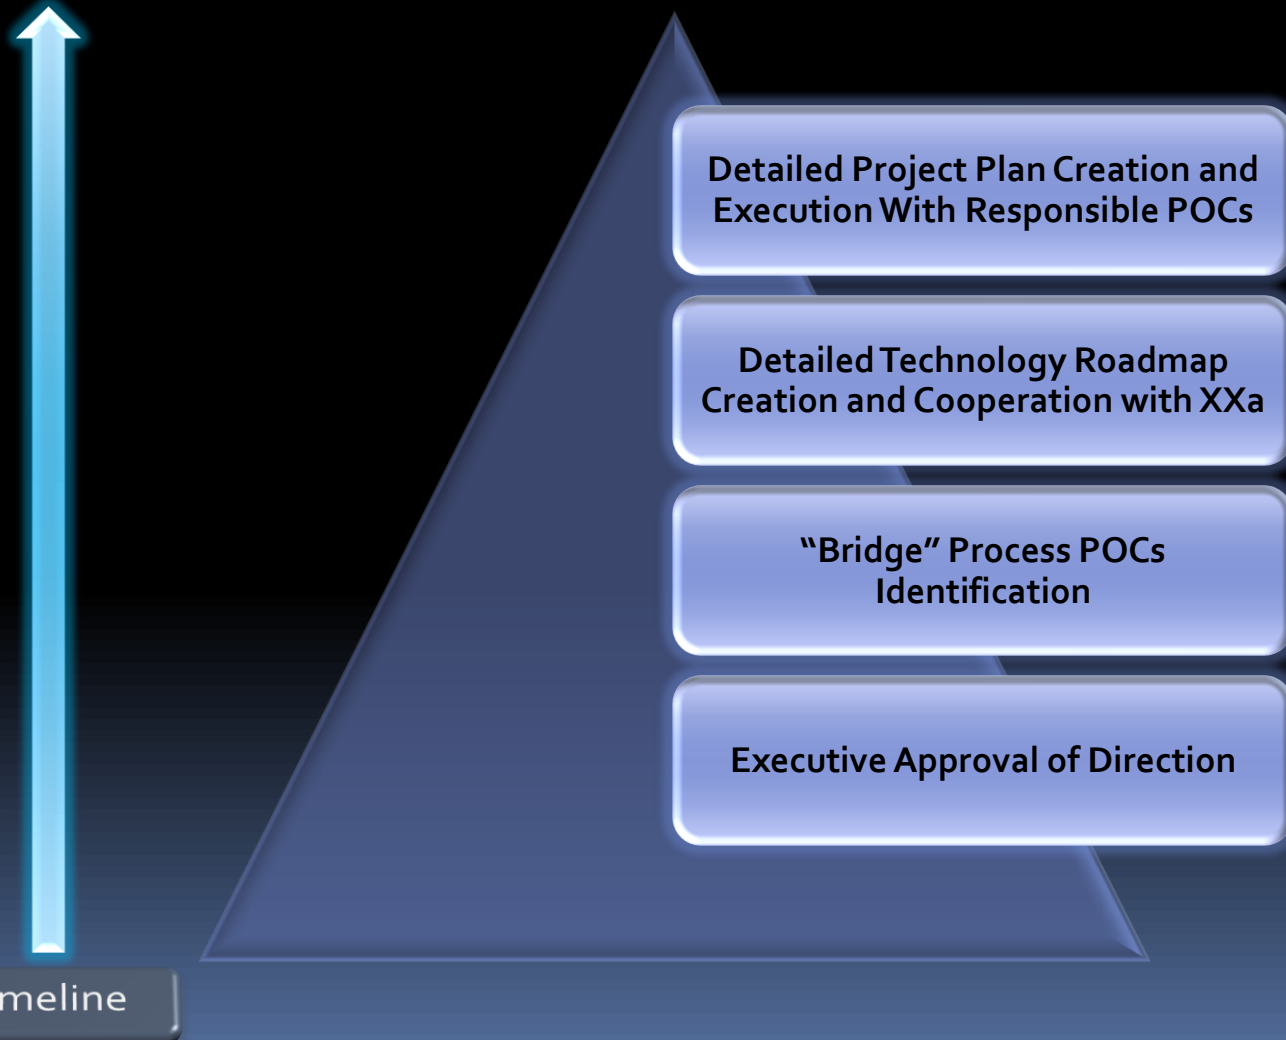 Detailed Project Plan Creation and
Execution With Responsible POCs
Detailed Technology Roadmap
Creation and Cooperation with XXa
“Bridge” Process POCs
Identification
Executive Approval of Direction
meline